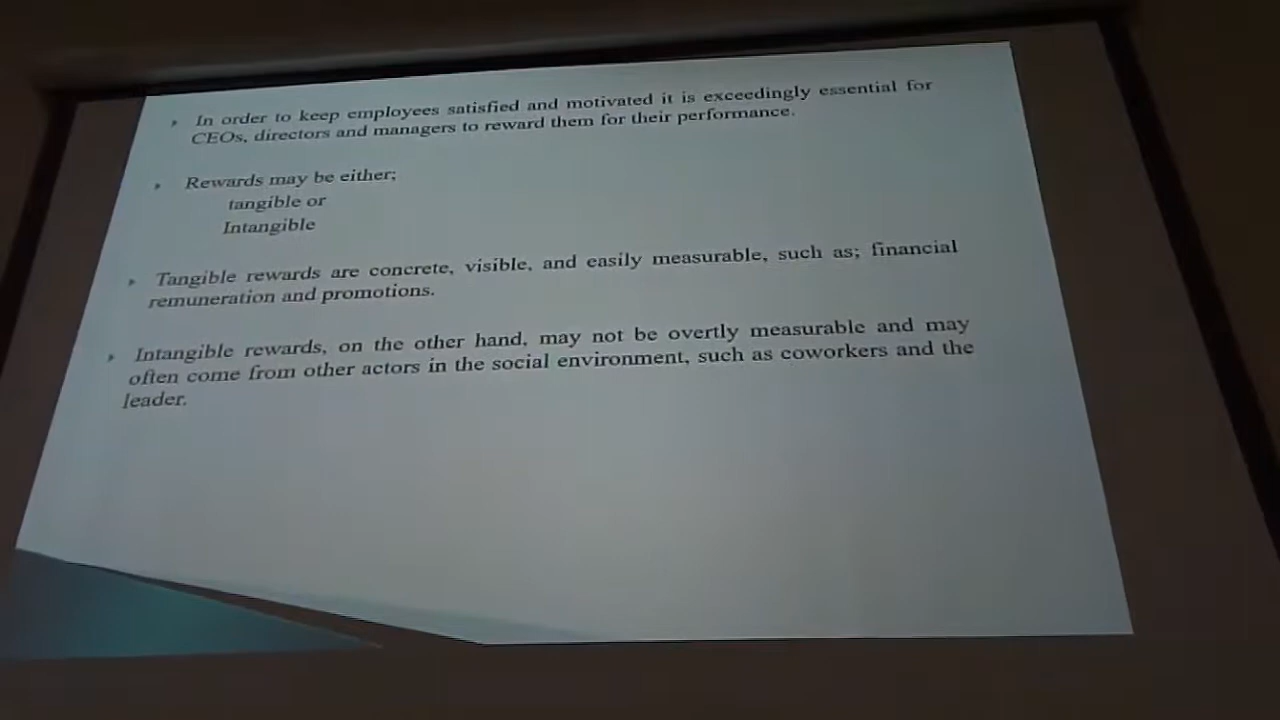 In order to keep employees satisfied and motivated it is exceedingly essential for
CEOs, directors and managers to reward them for their performance.
Rewards may be either;
tangible or
Intangible
Tangible rewards are concrete, visible, and easily measurable, such as; financial
remuneration and promotions.
Intangible rewards, on the other hand, may not be overtly measurable and may
often come from other actors in the social environment, such as coworkers and the
leader.